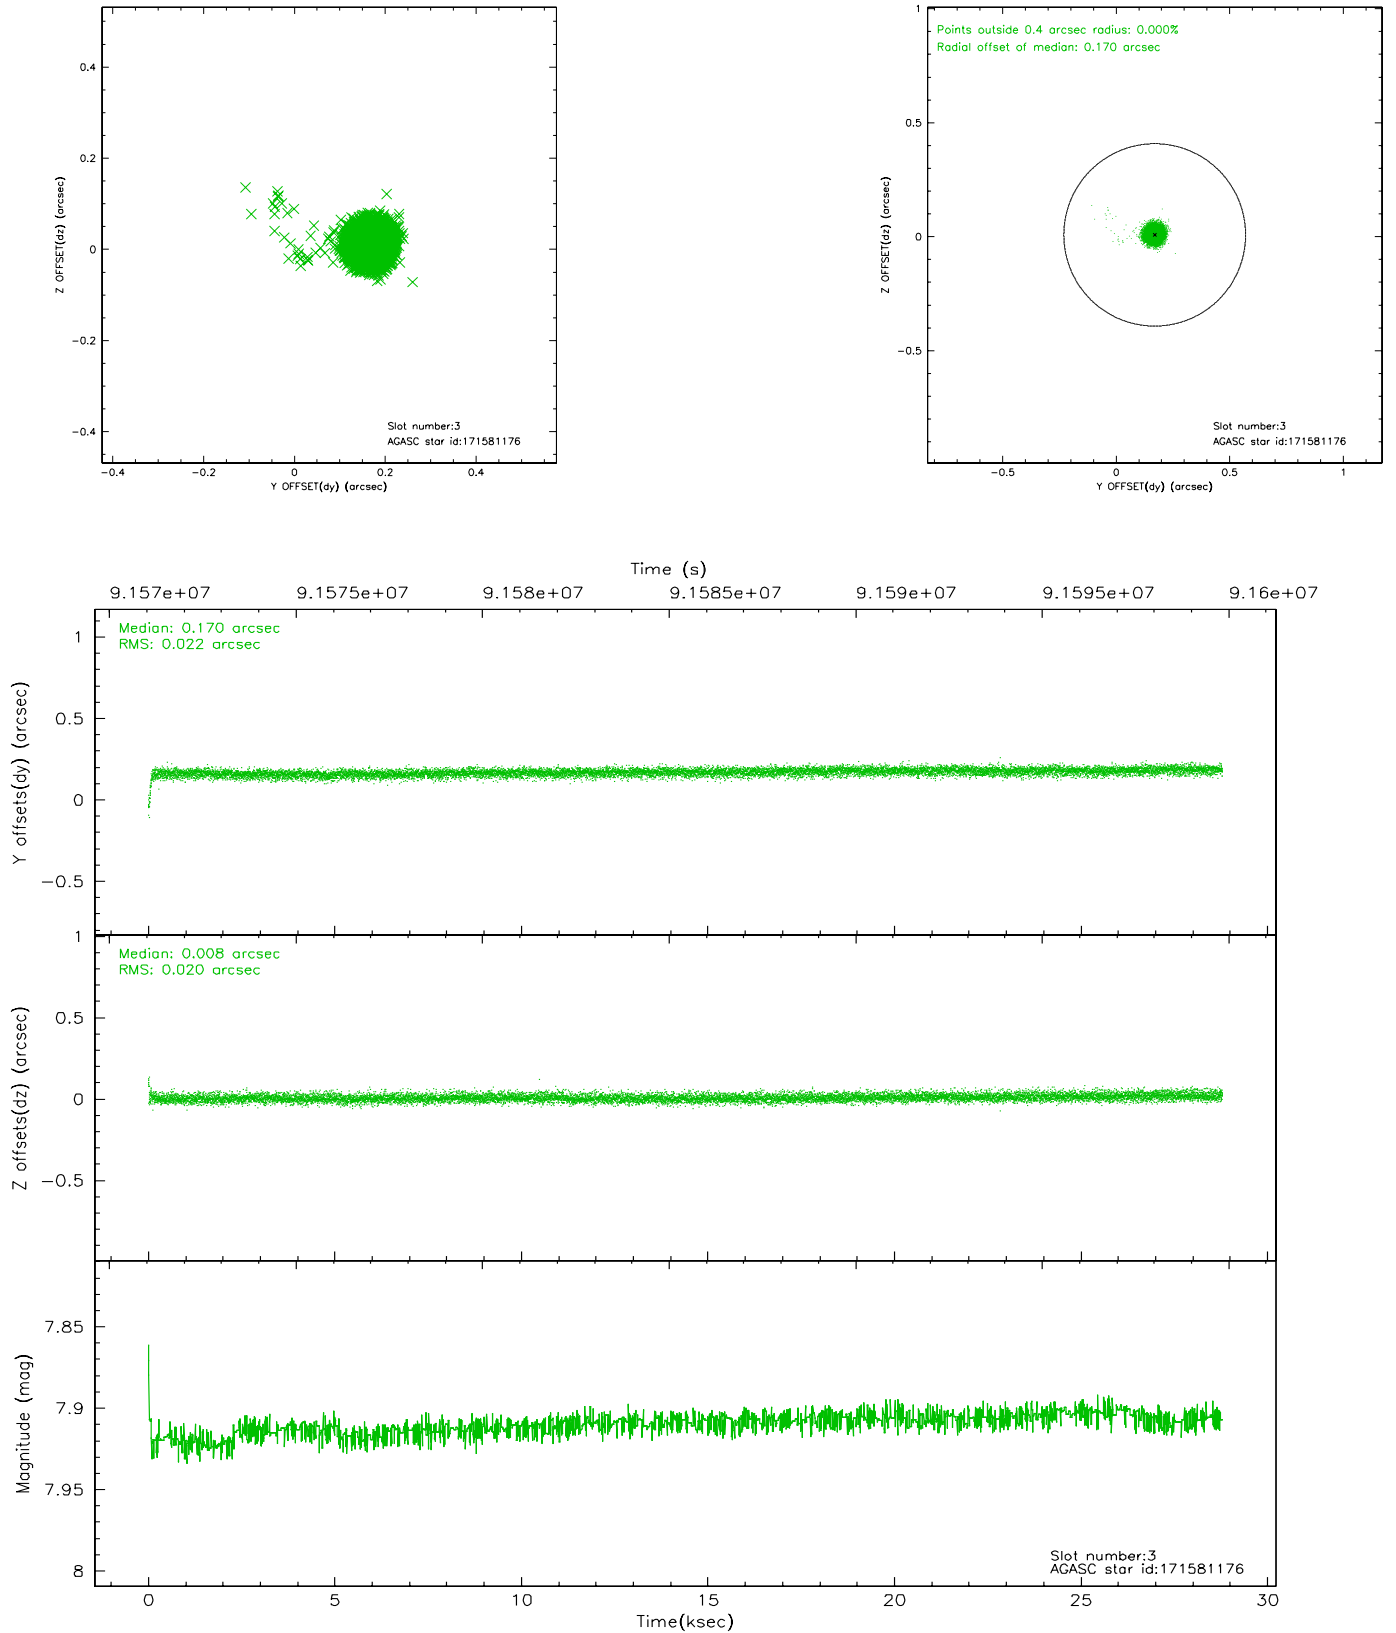 0.4
0.2
0
−0.2
−0.4
Z OFFSET(dz) (arcsec)
Slot number:3
AGASC star id:171581176
−0.4 −0.2 0 0.2 0.4
Y OFFSET(dy) (arcsec)
Points outside 0.4 arcsec radius: 0.000%
Radial offset of median: 0.170 arcsec
1
0.5
0
−0.5
Z OFFSET(dz) (arcsec)
Slot number:3
AGASC star id:171581176
−0.5 0 0.5 1
Y OFFSET(dy) (arcsec)
Time (s)
9.157e+07 9.1575e+07 9.158e+07 9.1585e+07 9.159e+07 9.1595e+07 9.16e+07
Median: 0.170 arcsec
RMS: 0.022 arcsec
1
0.5
0
−0.5
Y offsets(dy) (arcsec)
Median: 0.008 arcsec
RMS: 0.020 arcsec
1
0.5
0
−0.5
Z offsets(dz) (arcsec)
7.85
7.9
7.95
8
Magnitude (mag)
Slot number:3
AGASC star id:171581176
0 5 10 15 20 25 30
Time(ksec)